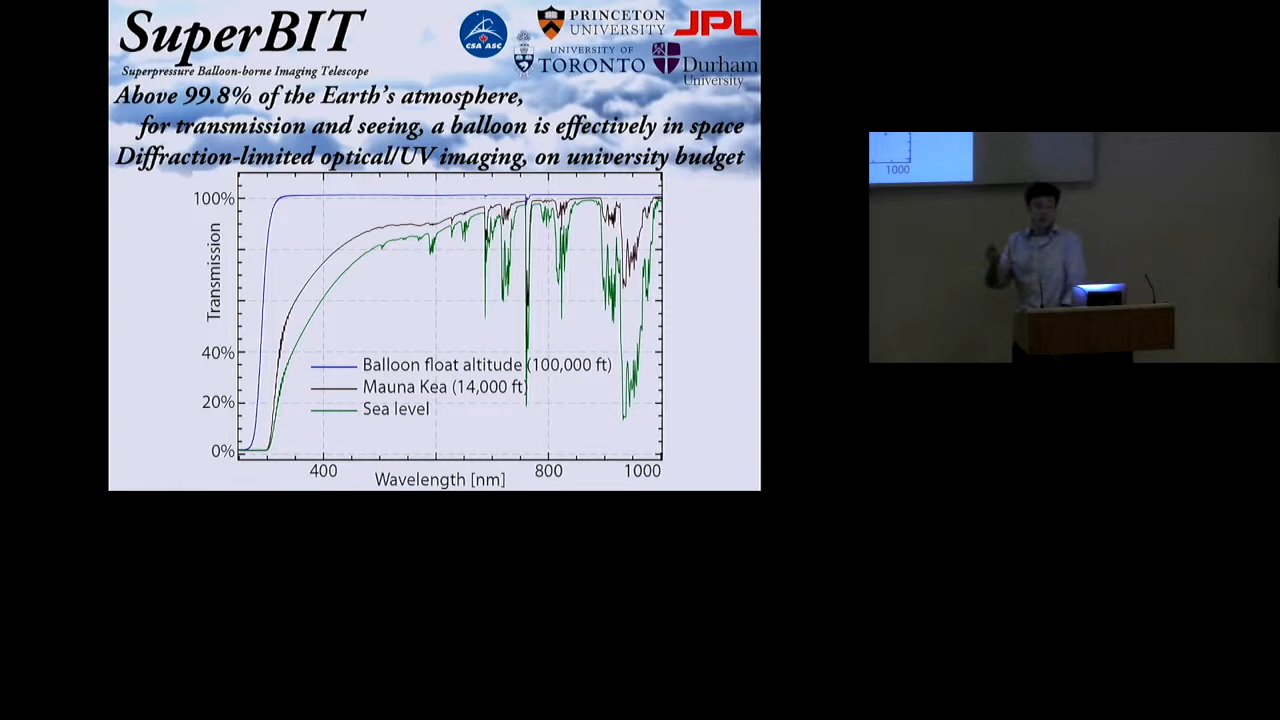 SuperBIT
Superpressure Balloon-borne Imaging Telescope
CSA ASC
PRINCETON
UNIVERSITY
JPL
UNIVERSITY OF
TORONTO
Durham
University
Above 99.8% of the Earth's atmosphere,
for transmission and seeing, a balloon is effectively in space
Diffraction-limited optical/UV imaging, on university budget
100%
Transmission
40%
20%
0%
Balloon float altitude (100,000 ft)
Mauna Kea (14,000 ft)
Sea level
400
800
1000
Wavelength [nm]
1000